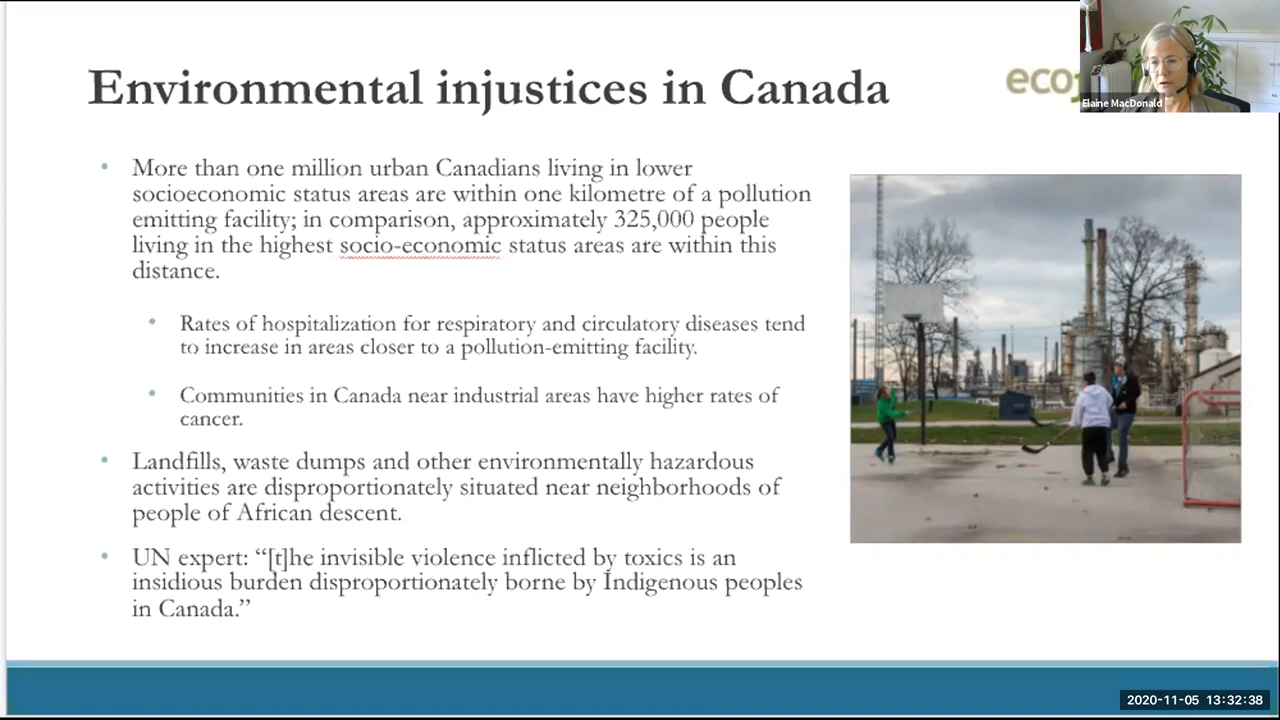 Environmental injustices in Canada
eco
Elaine MacDonald
• More than one million urban Canadians living in lower
socioeconomic status areas are within one kilometre of a pollution
emitting facility; in comparison, approximately 325,000 people
living in the highest socio-economic status areas are within this
distance.
• Rates of hospitalization for respiratory and circulatory diseases tend
to increase in areas closer to a pollution-emitting facility.
• Communities in Canada near industrial areas have higher rates of
cancer.
• Landfills, waste dumps and other environmentally hazardous
activities are disproportionately situated near neighborhoods of
people of African descent.
• UN expert: “[t]he invisible violence inflicted by toxics is an
insidious burden disproportionately borne by Indigenous peoples
in Canada.”
2020-11-05 13:32:38